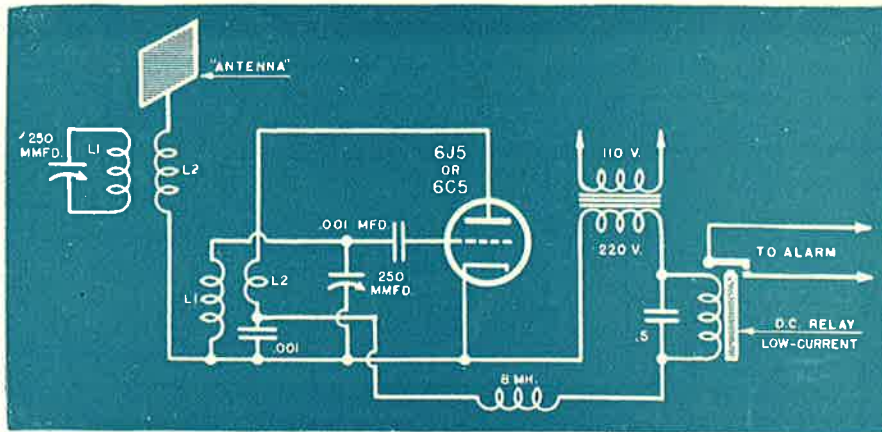 "ANTENNA"
250
MMFD.
L1
L2
6J5
OR
6C5
110 V.
220 V.
.001 MFD.
250
MMFD.
L1
L2
.001
8 MH.
.5
TO ALARM
D.C. RELAY
LOW-CURRENT